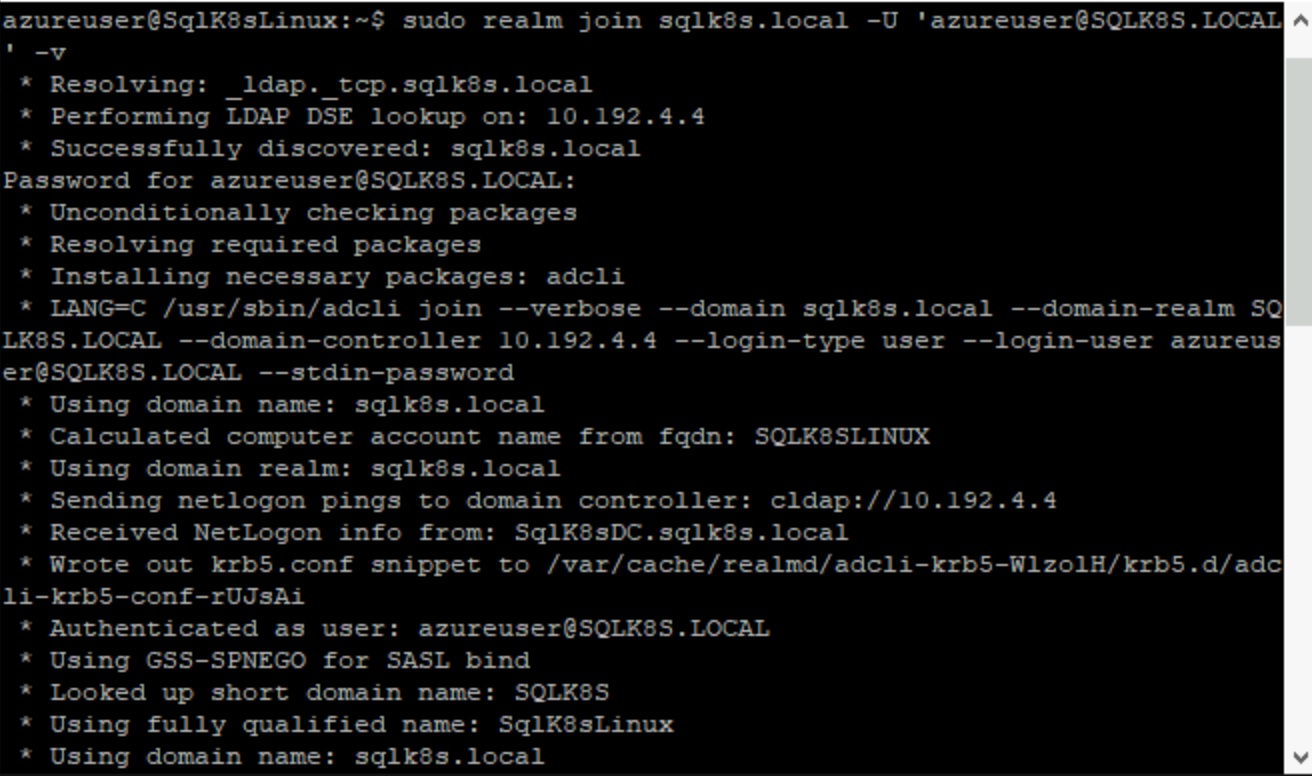 azureuser@SqlK8sLinux:~$ sudo realm join sqlk8s.local -U 'azureuser@SQLK8S.LOCAL
' -v
 * Resolving: _ldap._tcp.sqlk8s.local
 * Performing LDAP DSE lookup on: 10.192.4.4
 * Successfully discovered: sqlk8s.local
Password for azureuser@SQLK8S.LOCAL:
 * Unconditionally checking packages
 * Resolving required packages
 * Installing necessary packages: adcli
 * LANG=C /usr/sbin/adcli join --verbose --domain sqlk8s.local --domain-realm SQ
LK8S.LOCAL --domain-controller 10.192.4.4 --login-type user --login-user azureus
er@SQLK8S.LOCAL --stdin-password
 * Using domain name: sqlk8s.local
 * Calculated computer account name from fqdn: SQLK8SLINUX
 * Using domain realm: sqlk8s.local
 * Sending netlogon pings to domain controller: cldap://10.192.4.4
 * Received NetLogon info from: SqlK8sDC.sqlk8s.local
 * Wrote out krb5.conf snippet to /var/cache/realmd/adcli-krb5-WlzolH/krb5.d/adc
li-krb5-conf-rUJsAi
 * Authenticated as user: azureuser@SQLK8S.LOCAL
 * Using GSS-SPNEGO for SASL bind
 * Looked up short domain name: SQLK8S
 * Using fully qualified name: SqlK8sLinux
 * Using domain name: sqlk8s.local